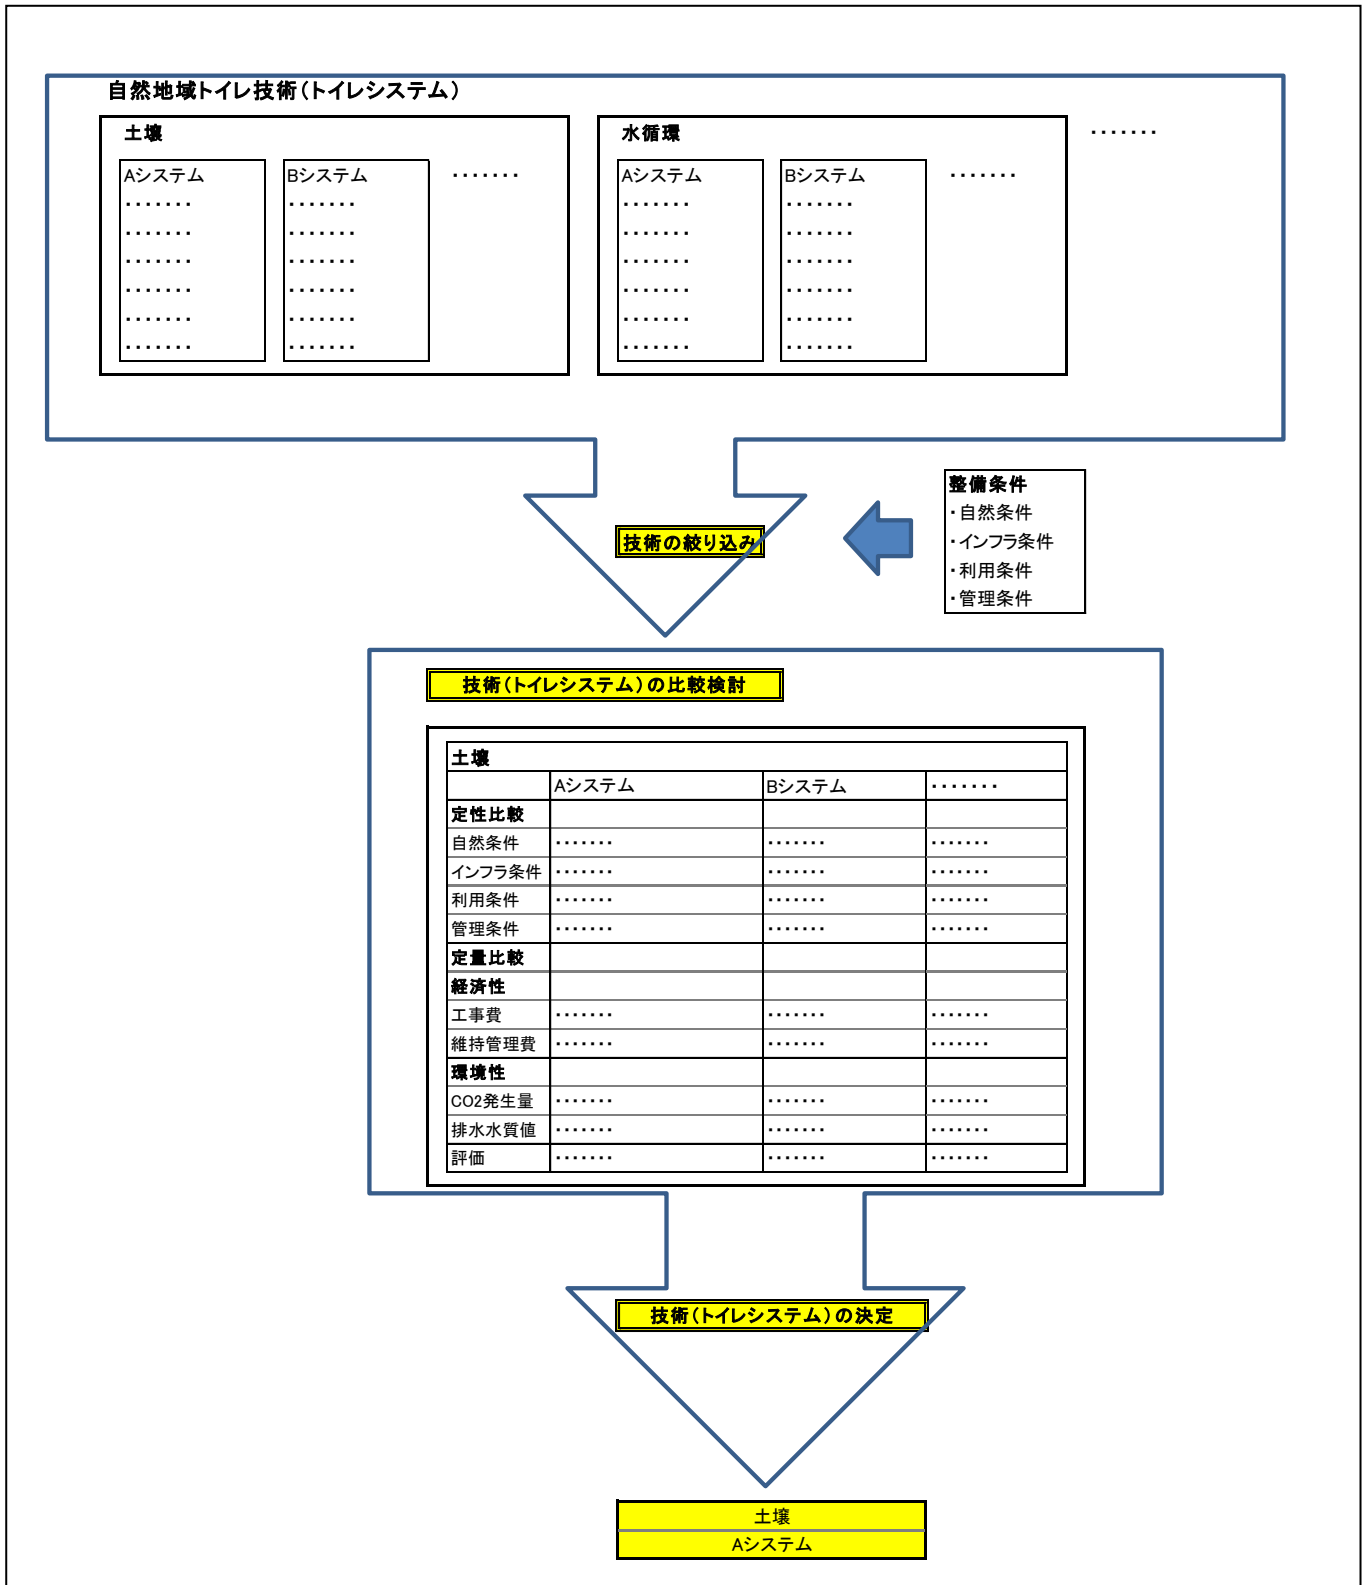 自然地域トイレ技術（トイレシステム）
土壌
Aシステム
・・・・・・・
・・・・・・・
・・・・・・・
・・・・・・・
・・・・・・・
・・・・・・・
Bシステム
・・・・・・・
・・・・・・・
・・・・・・・
・・・・・・・
・・・・・・・
・・・・・・・
・・・・・・・
水循環
Aシステム
・・・・・・・
・・・・・・・
・・・・・・・
・・・・・・・
・・・・・・・
・・・・・・・
Bシステム
・・・・・・・
・・・・・・・
・・・・・・・
・・・・・・・
・・・・・・・
・・・・・・・
・・・・・・・
・・・・・・・
技術の絞り込み
整備条件
・自然条件
・インフラ条件
・利用条件
・管理条件
技術（トイレシステム）の比較検討
土壌
Aシステム Bシステム ・・・・・・・
定性比較
自然条件 ・・・・・・・ ・・・・・・・ ・・・・・・・
インフラ条件 ・・・・・・・ ・・・・・・・ ・・・・・・・
利用条件 ・・・・・・・ ・・・・・・・ ・・・・・・・
管理条件 ・・・・・・・ ・・・・・・・ ・・・・・・・
定量比較
経済性
工事費 ・・・・・・・ ・・・・・・・ ・・・・・・・
維持管理費 ・・・・・・・ ・・・・・・・ ・・・・・・・
環境性
CO2発生量 ・・・・・・・ ・・・・・・・ ・・・・・・・
排水水質値 ・・・・・・・ ・・・・・・・ ・・・・・・・
評価 ・・・・・・・ ・・・・・・・ ・・・・・・・
技術（トイレシステム）の決定
土壌
Aシステム